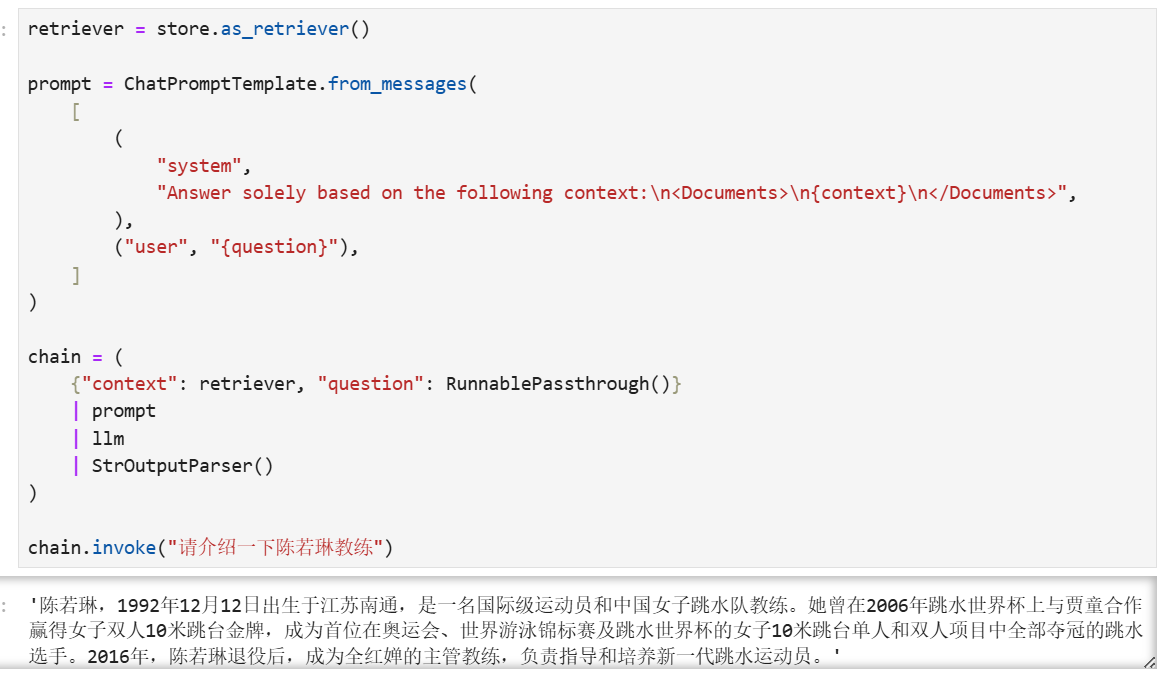 : retriever = store.as_retriever()
prompt = ChatPromptTemplate.from_messages(
    [
        (
            "system",
            "Answer solely based on the following context:\n<Documents>\n{context}\n</Documents>",
        ),
        ("user", "{question}"),
    ]
)
chain = (
    {"context": retriever, "question": RunnablePassthrough()}
    | prompt
    | llm
    | StrOutputParser()
)
chain.invoke("请介绍一下陈若琳教练")
: '陈若琳，1992年12月12日出生于江苏南通，是一名国际级运动员和中国女子跳水队教练。她曾在2006年跳水世界杯上与贾童合作
赢得女子双人10米跳台金牌，成为首位在奥运会、世界游泳锦标赛及跳水世界杯的女子10米跳台单人和双人项目中全部夺冠的跳水
选手。2016年，陈若琳退役后，成为全红婵的主管教练，负责指导和培养新一代跳水运动员。'